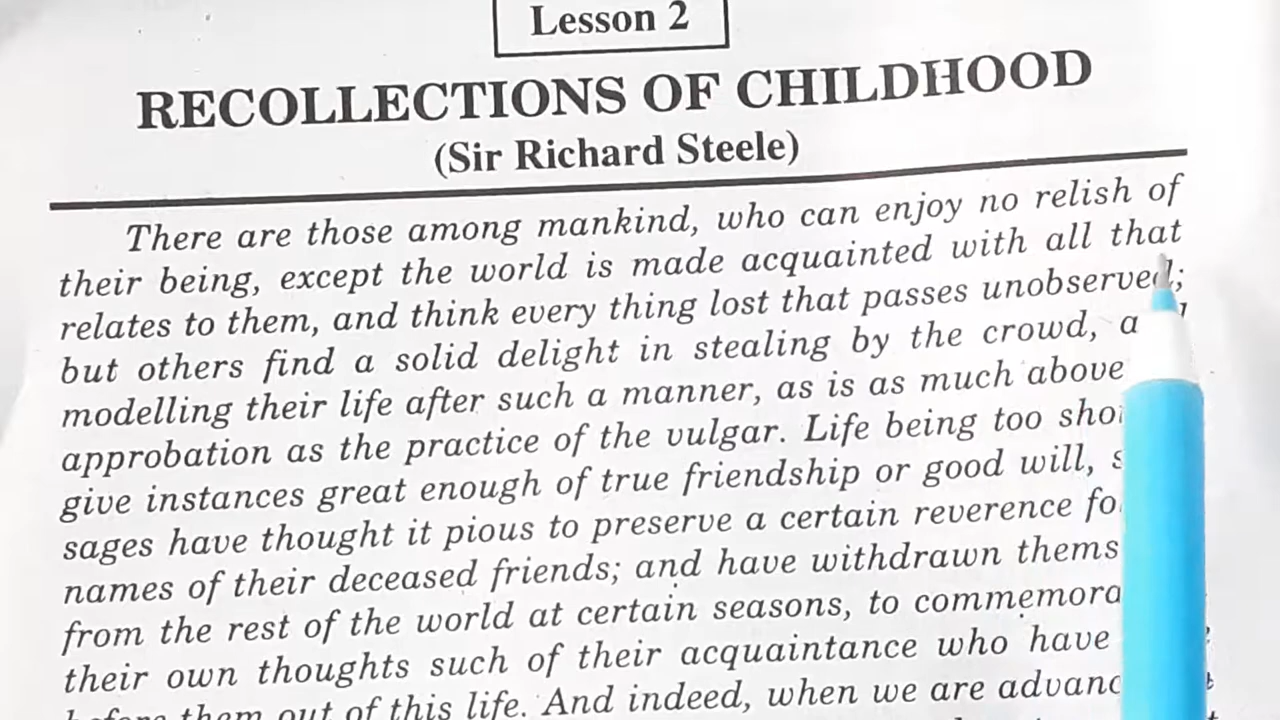 Lesson 2
RECOLLECTIONS OF CHILDHOOD
(Sir Richard Steele)
There are those among mankind, who can enjoy no relish of
their being, except the world is made acquainted with all that
relates to them, and think every thing lost that passes unobserved;
but others find a solid delight in stealing by the crowd,
modelling their life after such a manner, as is as much above
approbation as the practice of the vulgar. Life being too
give instances great enough of true friendship or good will,
sages have thought it pious to preserve a certain reverence
names of their deceased friends; and have withdrawn
from the rest of the world at certain seasons, to
their own thoughts such of their acquaintance who have
before them out of this life. And indeed, when we are